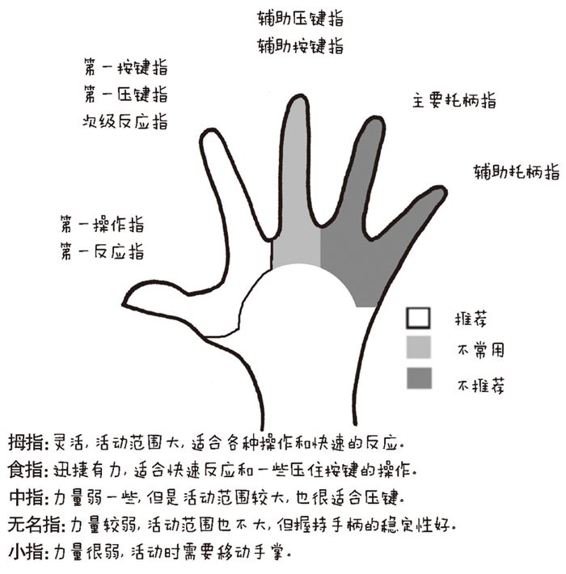 辅助压键指
辅助按键指
第一按键指
第一压键指
次级反应指
主要托柄指
辅助托柄指
第一操作指
第一反应指
推荐
不常用
不推荐
拇指:灵活,活动范围大,适合各种操作和快速的反应。
食指:迅捷有力,适合快速反应和一些压住按键的操作。
中指:力量弱一些,但是活动范围较大,也很适合压键。
无名指:力量较弱,活动范围也不大,但握持手柄的稳定性好。
小指:力量很弱,活动时需要移动手掌。